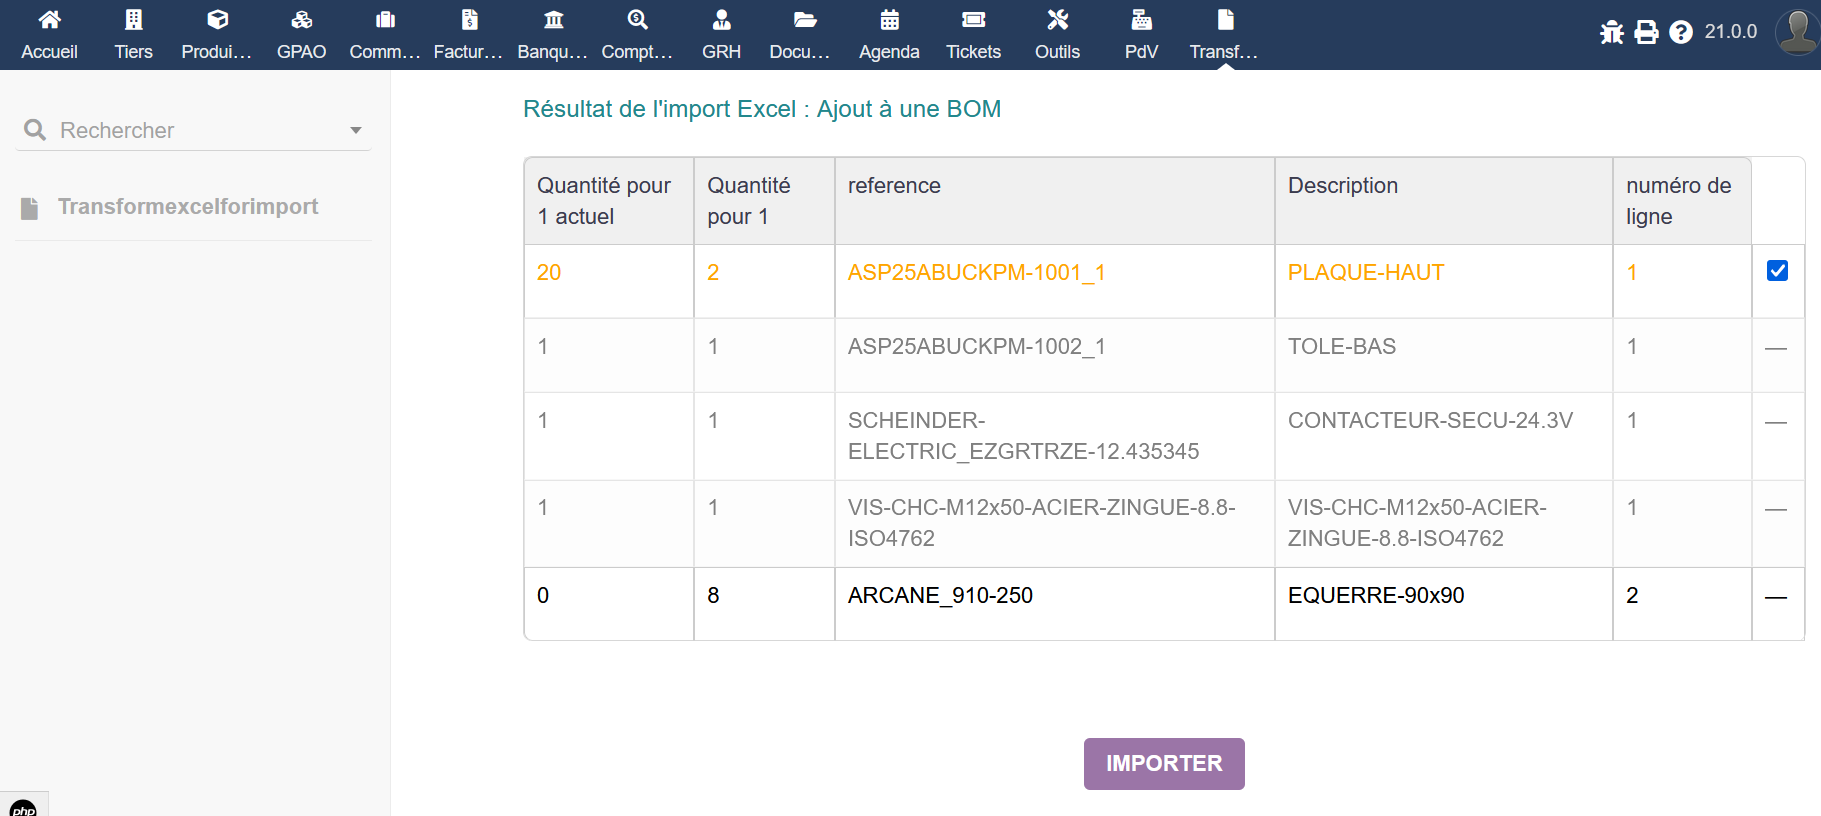 Accueil Tiers Produi... GPAO Comm... Factur... Banqu... Compt... GRH Docu... Agenda Tickets Outils PdV Transf... 21.0.0
Rechercher
Transformexcelforimport
Résultat de l'import Excel : Ajout à une BOM
Quantité pour 1 actuel Quantité pour 1 reference Description numéro de ligne
20 2 ASP25ABUCKPM-1001_1 PLAQUE-HAUT 1
1 1 ASP25ABUCKPM-1002_1 TOLE-BAS 1 —
1 1 SCHEINDER-ELECTRIC_EZGRTRZE-12.435345 CONTACTEUR-SECU-24.3V 1 —
1 1 VIS-CHC-M12x50-ACIER-ZINGUE-8.8-ISO4762 VIS-CHC-M12x50-ACIER-ZINGUE-8.8-ISO4762 1 —
0 8 ARCANE_910-250 EQUERRE-90x90 2 —
IMPORTER
php